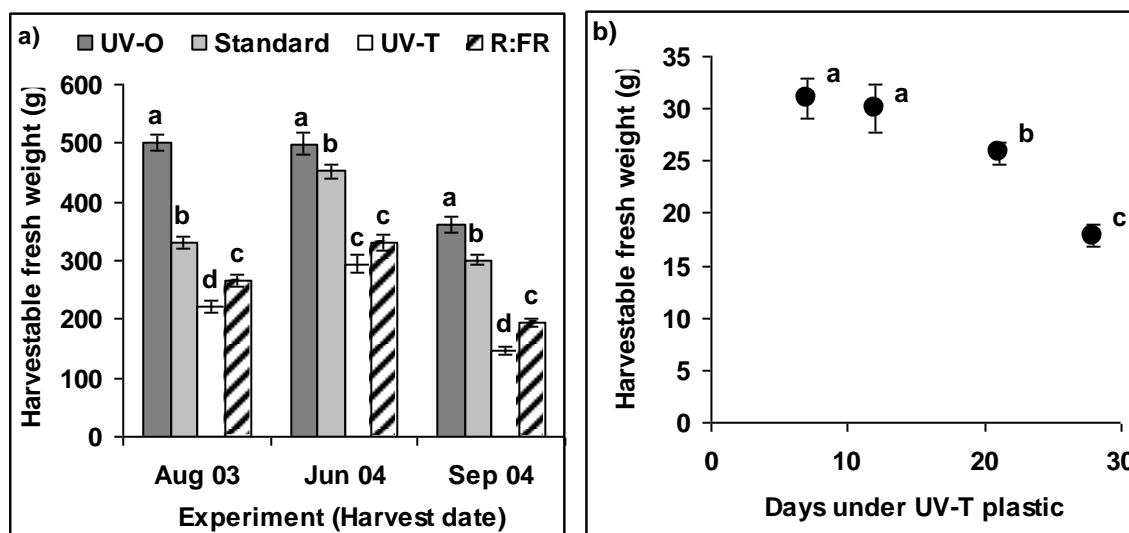 a)
UV-O Standard UV-T R:FR
Harvestable fresh weight (g)
600
500
400
300
200
100
0
a
b
d
c
a
b
c
c
a
b
d
c
Aug 03 Jun 04 Sep 04
Experiment (Harvest date)
b)
Harvestable fresh weight (g)
35
30
25
20
15
10
5
0
a
a
b
c
0 10 20 30
Days under UV-T plastic